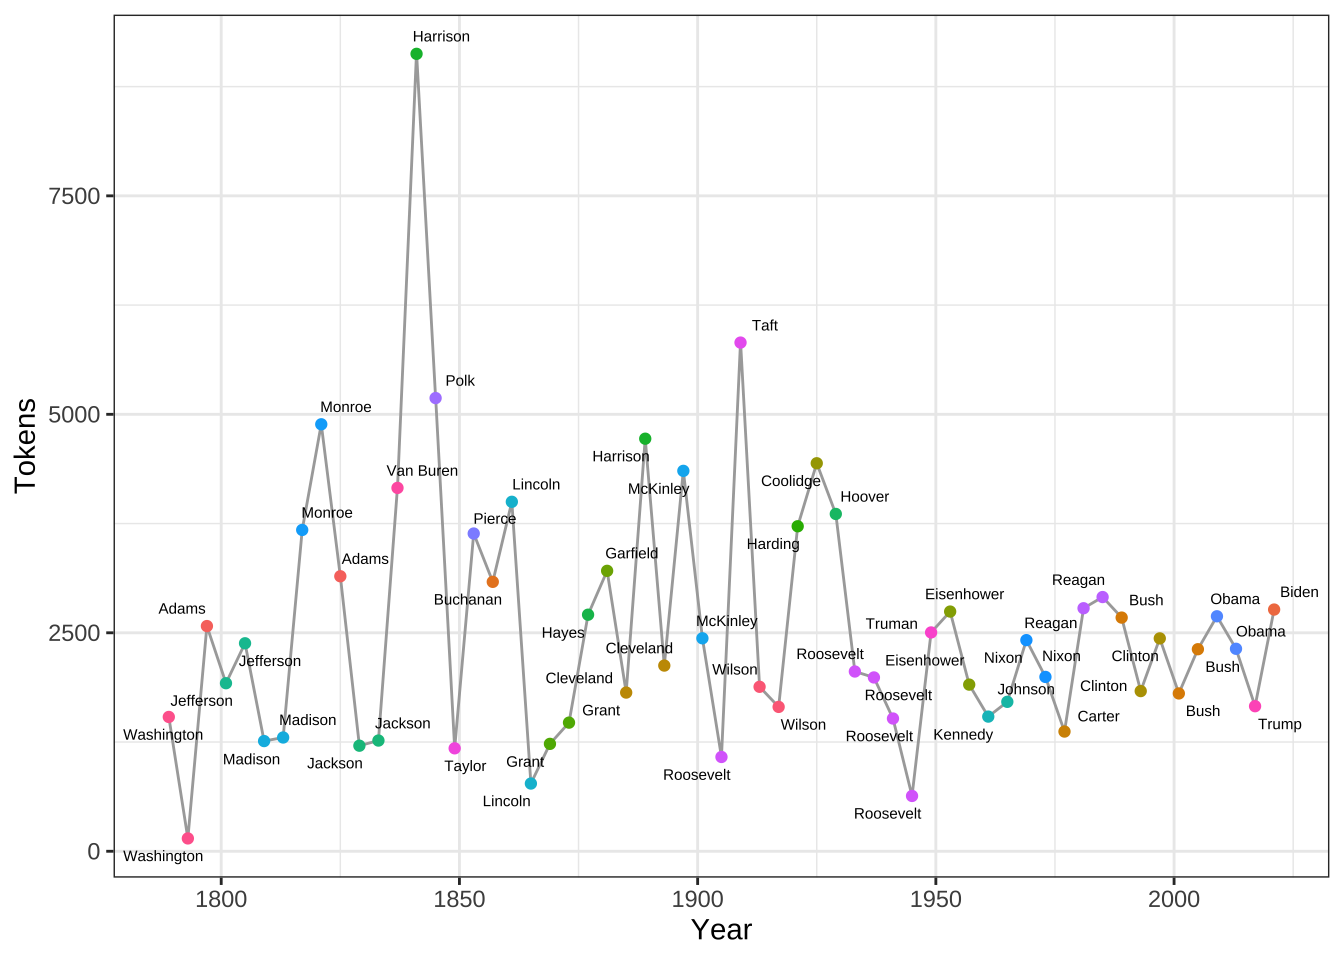 Harrison
7500
Taft
Polk
Monroe
5000
Tokens
Harrison
Van Buren
Coolidge
McKinley
Lincoln
Hoover
Monroe
Pierce
Harding
Adams
Garfield
Buchanan
Reagan
Eisenhower
Bush
Biden
Adams
Obama
2500
Hayes
McKinley
Truman
Reagan
Obama
Cleveland
Roosevelt
Nixon
Nixon
Clinton
Jefferson
Wilson
Eisenhower
Bush
Cleveland
Clinton
Johnson
Jefferson
Roosevelt
Grant
Bush
Carter
Madison
Jackson
Wilson
Trump
Washington
Roosevelt
Kennedy
Madison
Jackson
Taylor
Grant
Roosevelt
Lincoln
Roosevelt
0
Washington
1800
1850
1900
1950
2000
Year